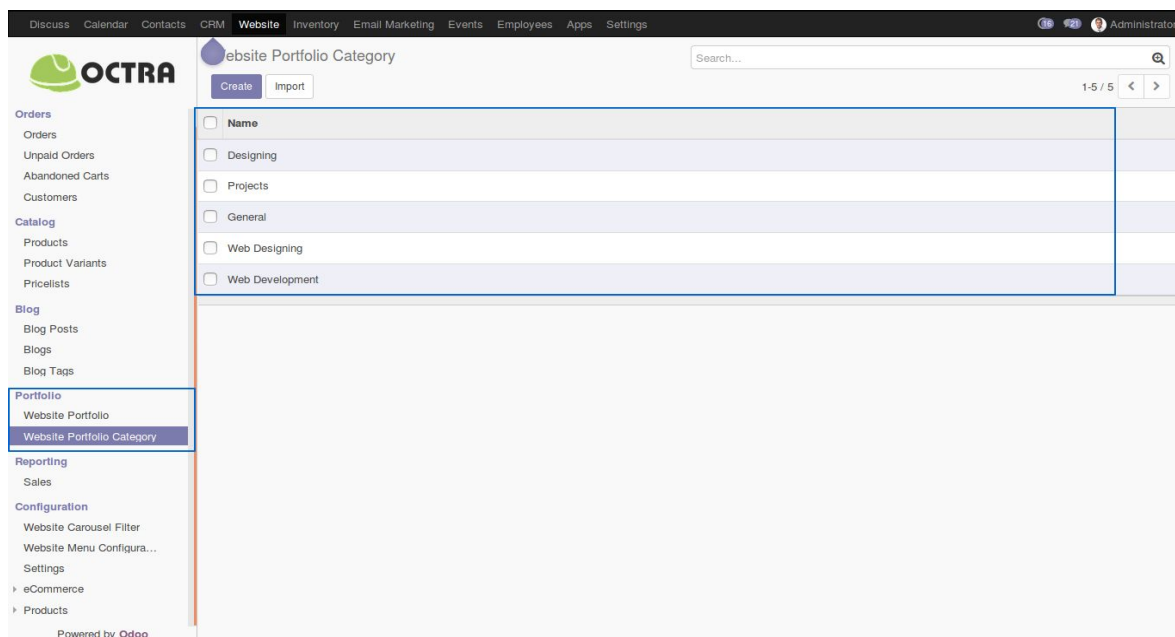 Discuss Calendar Contacts CRM Website Inventory Email Marketing Events Employees Apps Settings 16 21 Administrator
OCTRA
ebsite Portfolio Category
Search...
Create Import
1-5 / 5
Orders
Orders
Unpaid Orders
Abandoned Carts
Customers
Catalog
Products
Product Variants
Pricelists
Blog
Blog Posts
Blogs
Blog Tags
Portfolio
Website Portfolio
Website Portfolio Category
Reporting
Sales
Configuration
Website Carousel Filter
Website Menu Configura...
Settings
eCommerce
Products
Powered by Odoo
Name
Designing
Projects
General
Web Designing
Web Development